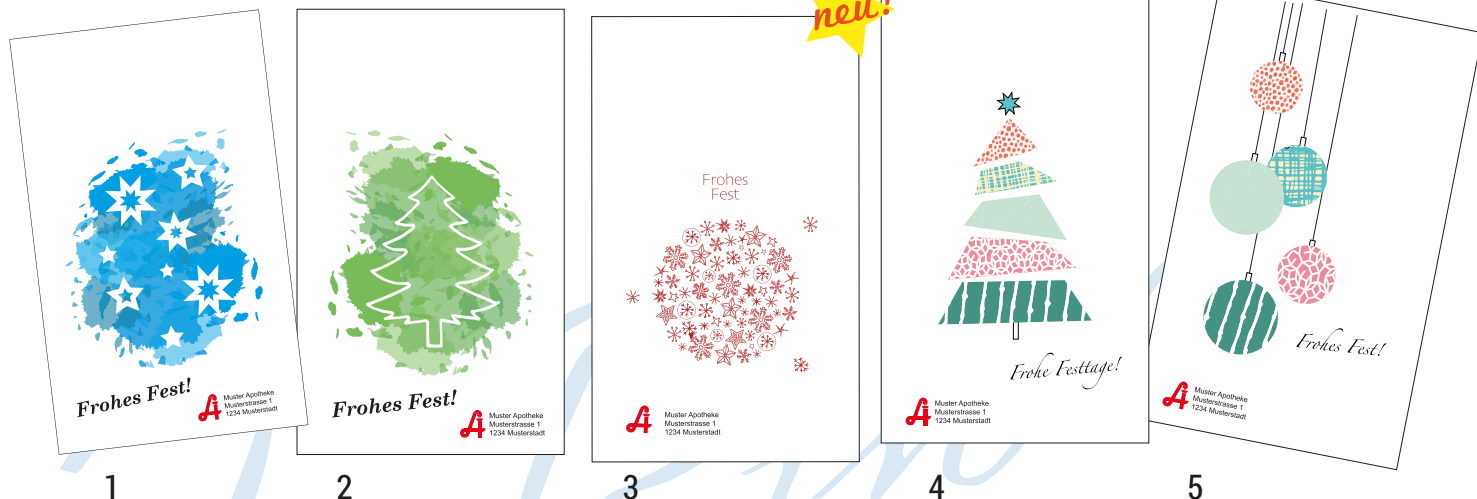 Frohes Fest!
Muster Apotheke
Musterstrasse 1
1234 Musterstadt
1
Frohes Fest!
Muster Apotheke
Musterstrasse 1
1234 Musterstadt
2
neu!
Frohes
Fest
Muster Apotheke
Musterstrasse 1
1234 Musterstadt
3
Frohe Festtage!
Muster Apotheke
Musterstrasse 1
1234 Musterstadt
4
Frohes Fest!
Muster Apotheke
Musterstrasse 1
1234 Musterstadt
5